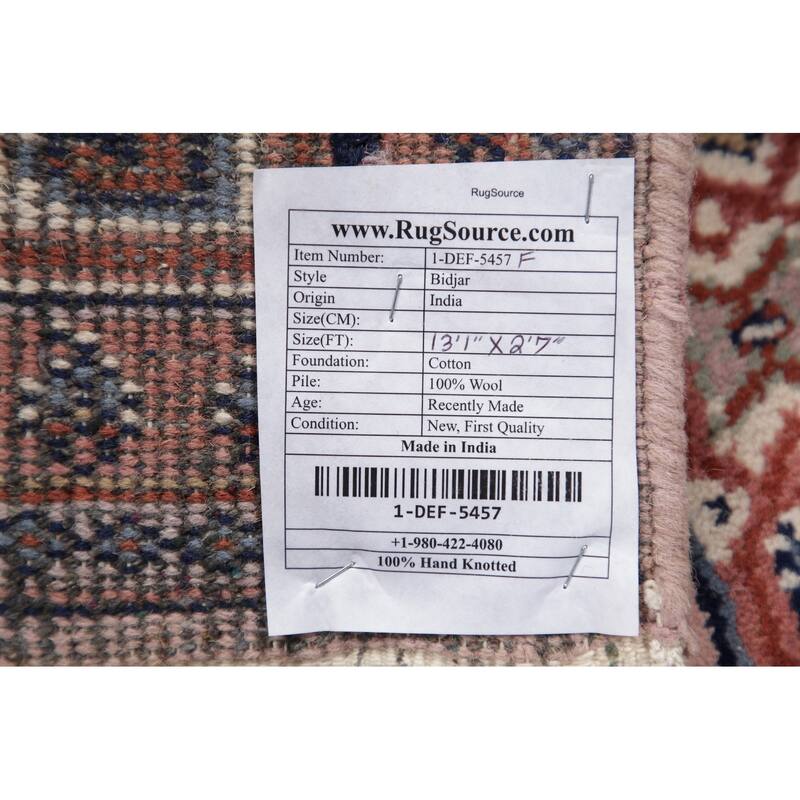 RugSource
www.RugSource.com
Item Number: 1-DEF-5457 F
Style Bidjar
Origin India
Size(CM):
Size(FT): 13'1" X 2'7"
Foundation: Cotton
Pile: 100% Wool
Age: Recently Made
Condition: New, First Quality
Made in India
1-DEF-5457
+1-980-422-4080
100% Hand Knotted